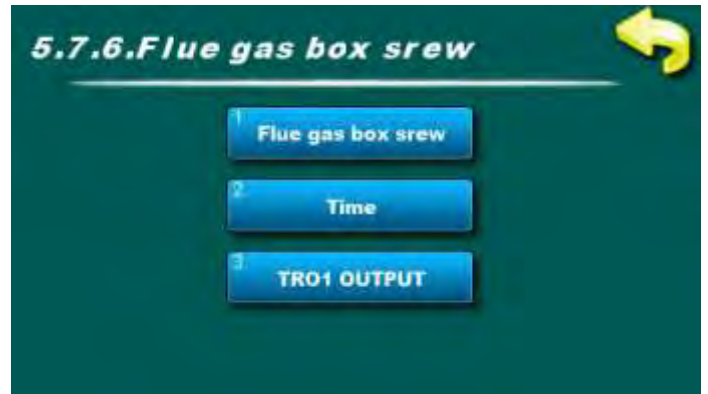 5.7.6.Flue gas box srew
1
Flue gas box srew
2
Time
3
TRO1 OUTPUT